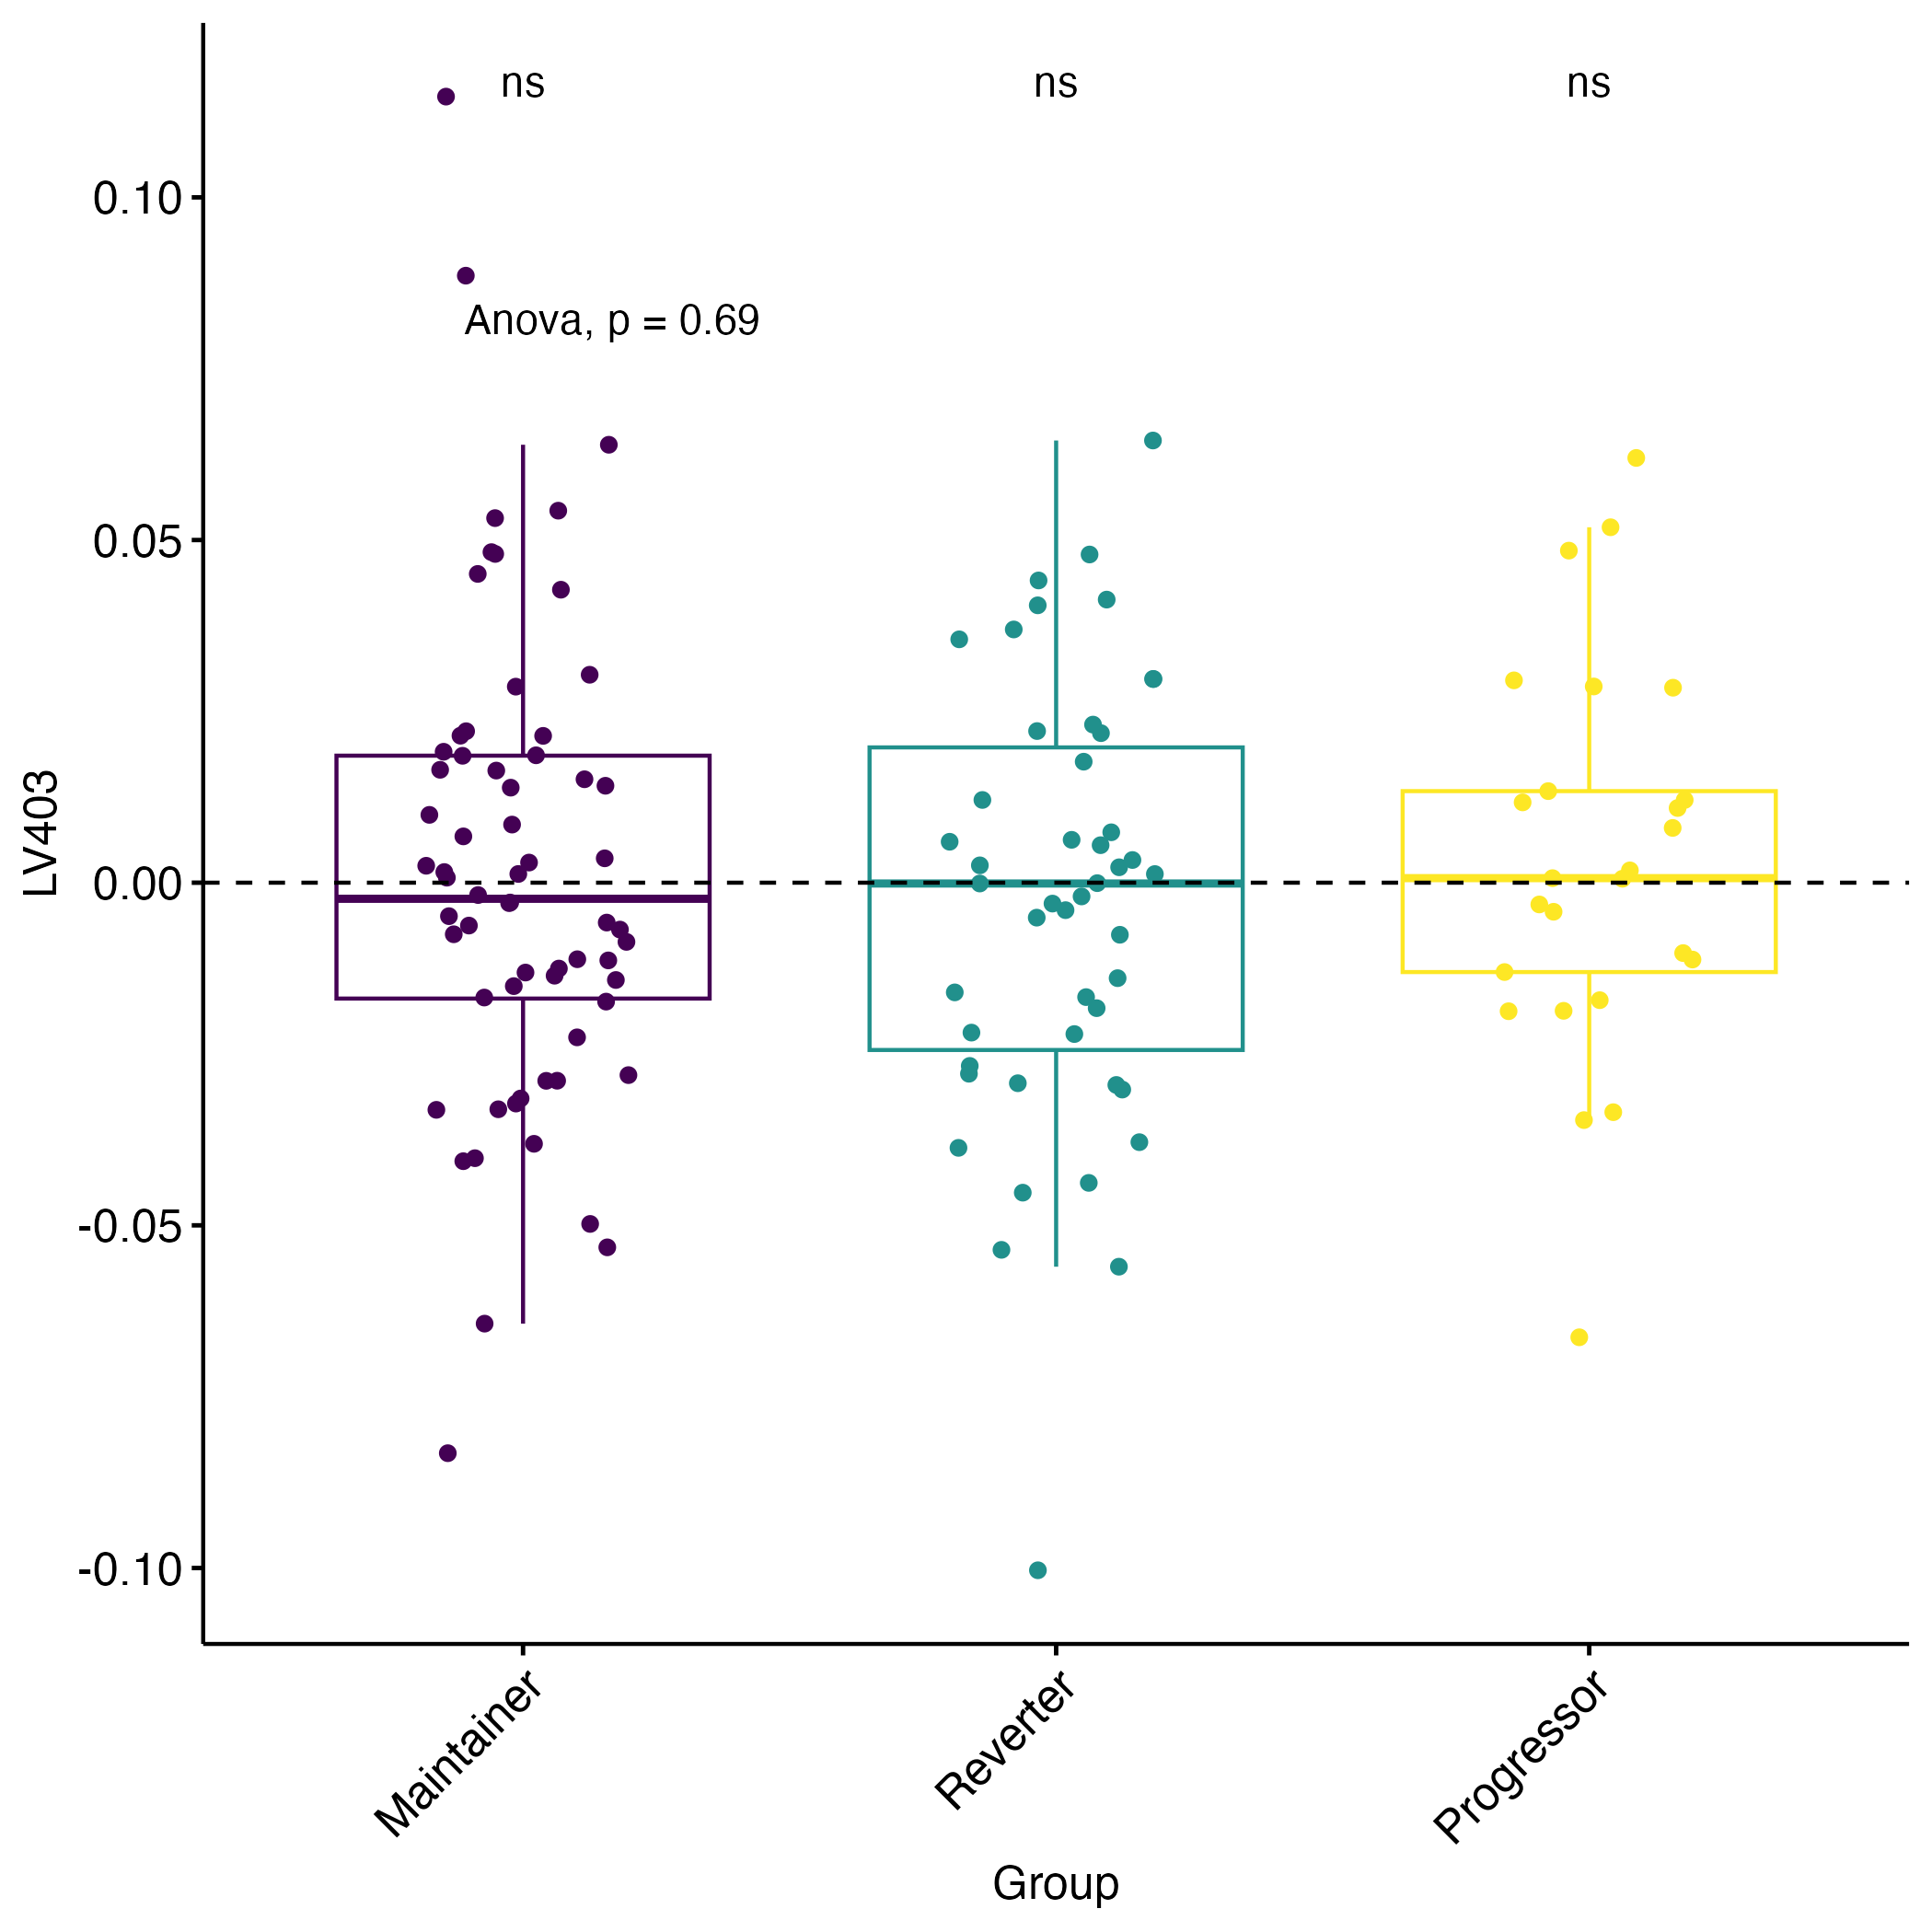 ns
ns
ns
Anova, p = 0.69
LV403
0.10
0.05
0.00
-0.05
-0.10
Maintainer
Reverter
Progressor
Group